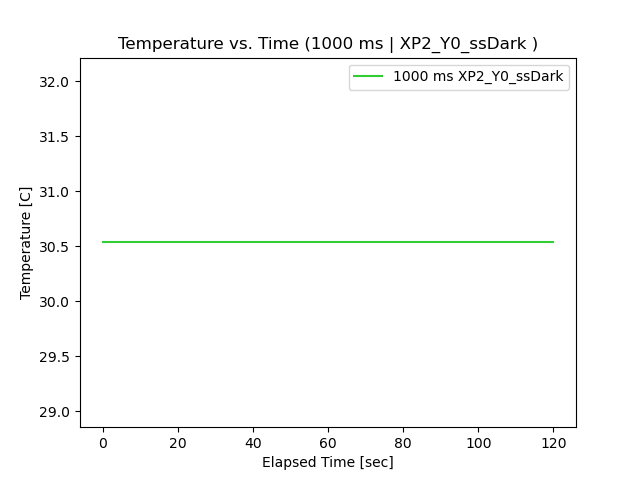 Temperature vs. Time (1000 ms | XP2_Y0_ssDark )
1000 ms XP2_Y0_ssDark
Temperature [C]
32.0
31.5
31.0
30.5
30.0
29.5
29.0
0 20 40 60 80 100 120
Elapsed Time [sec]